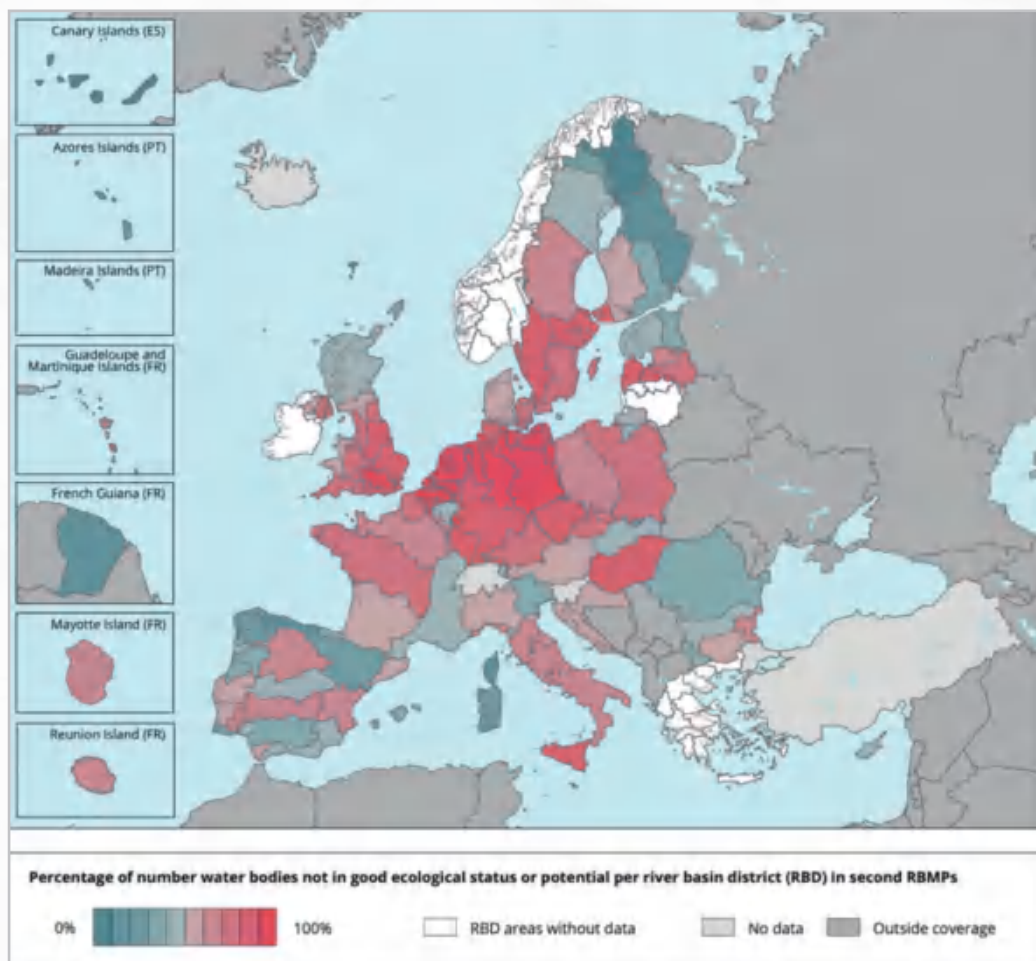 Canary Islands (ES)
Azores Islands (PT)
Madeira Islands (PT)
Guadeloupe and
Martinique Islands (FR)
French Guiana (FR)
Mayotte Island (FR)
Reunion Island (FR)
Percentage of number water bodies not in good ecological status or potential per river basin district (RBD) in second RBMPs
0%
100%
RBD areas without data
No data
Outside coverage